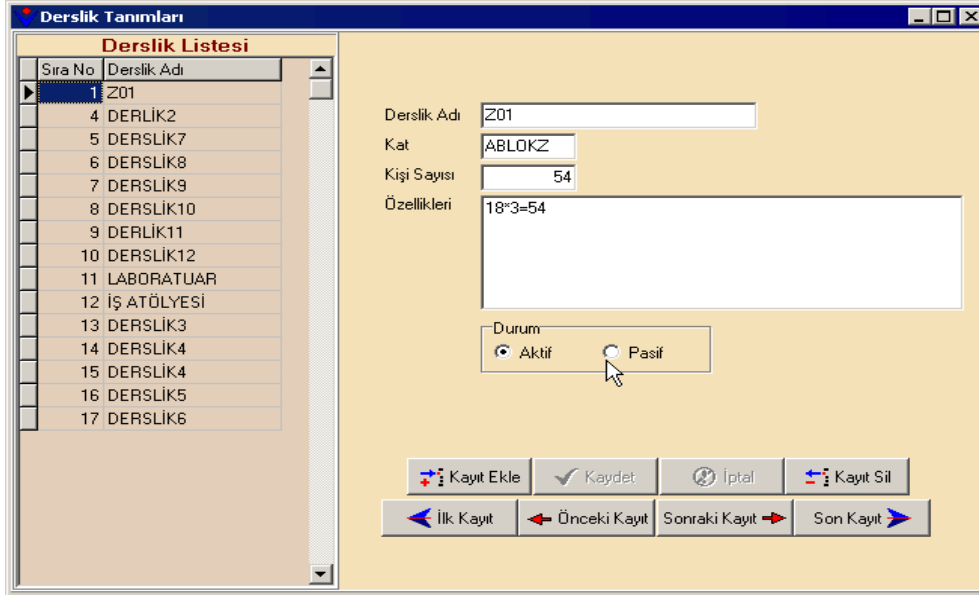 Derslik Tanımları
Derslik Listesi
Sıra No Derslik Adı
1 Z01
4 DERLİK2
5 DERSLİK7
6 DERSLİK8
7 DERSLİK9
8 DERSLİK10
9 DERLİK11
10 DERSLİK12
11 LABORATUAR
12 İŞ ATÖLYESİ
13 DERSLİK3
14 DERSLİK4
15 DERSLİK4
16 DERSLİK5
17 DERSLİK6
Derslik Adı Z01
Kat ABLOKZ
Kişi Sayısı 54
Özellikleri 18*3=54
Durum
Aktif Pasif
Kayıt Ekle Kaydet İptal Kayıt Sil
İlk Kayıt Önceki Kayıt Sonraki Kayıt Son Kayıt